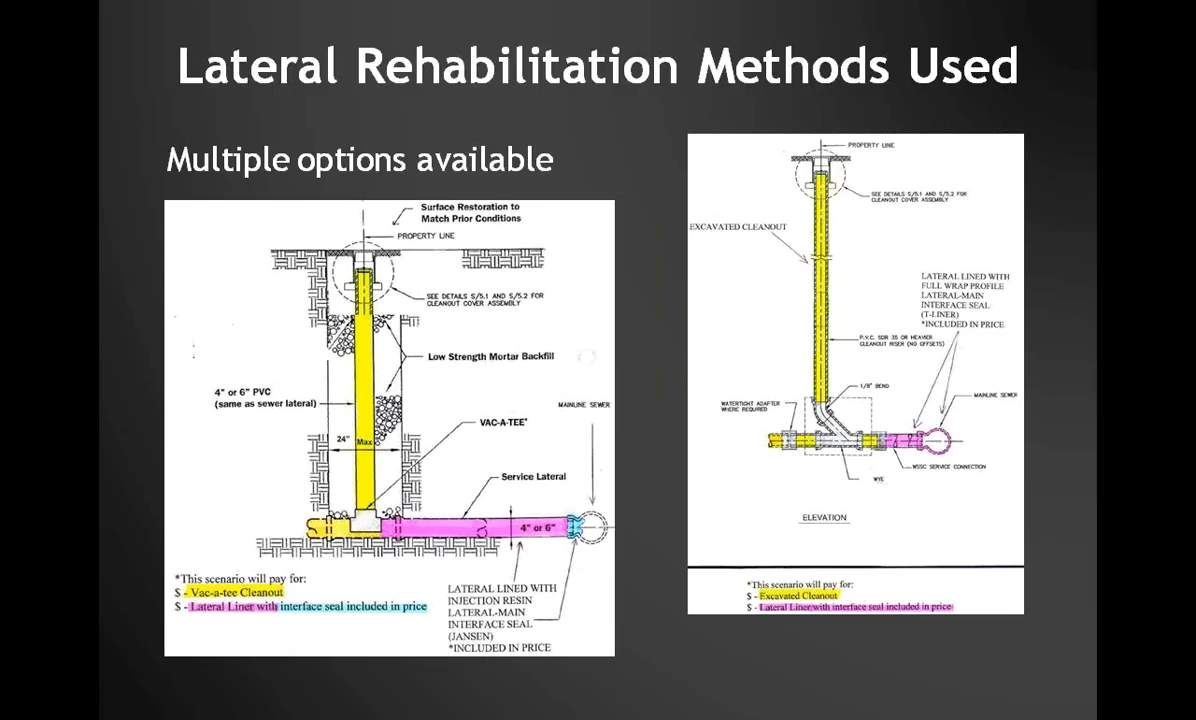 Lateral Rehabilitation Methods Used
Multiple options available
Surface Restoration to
Match Prior Conditions
PROPERTY LINE
SEE DETAILS S/5.1 AND S/5.2 FOR
CLEANOUT COVER ASSEMBLY
Low Strength Mortar Backfill
4" or 6" PVC
(same as sewer lateral)
MAINLINE SEWER
VAC-A-TEE"
24" Max
Service Lateral
4" or 6"
*This scenario will pay for:
$ - Vac-a-tee Cleanout
$ - Lateral Liner with interface seal included in price
LATERAL LINED WITH
INJECTION RESIN
LATERAL-MAIN
INTERFACE SEAL
(JANSEN)
*INCLUDED IN PRICE
PROPERTY LINE
SEE DETAILS S/5.1 AND S/5.2 FOR
CLEANOUT COVER ASSEMBLY
EXCAVATED CLEANOUT
LATERAL LINED WITH
FULL WRAP PROFILE
LATERAL-MAIN
INTERFACE SEAL
(T-LINER)
*INCLUDED IN PRICE
P.V.C. SDR 35 OR HEAVIER
CLEANOUT RISER (NO OFFSETS)
1/8" BEND
WATERTIGHT ADAPTER
WHERE REQUIRED
MAINLINE SEWER
WSSC SERVICE CONNECTION
WYE
ELEVATION
*This scenario will pay for:
$ - Excavated Cleanout
$ - Lateral Liner with interface seal included in price